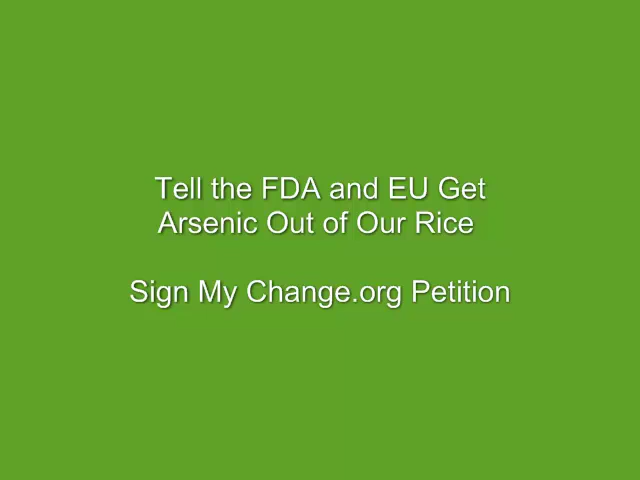 Tell the FDA and EU Get
Arsenic Out of Our Rice
Sign My Change.org Petition